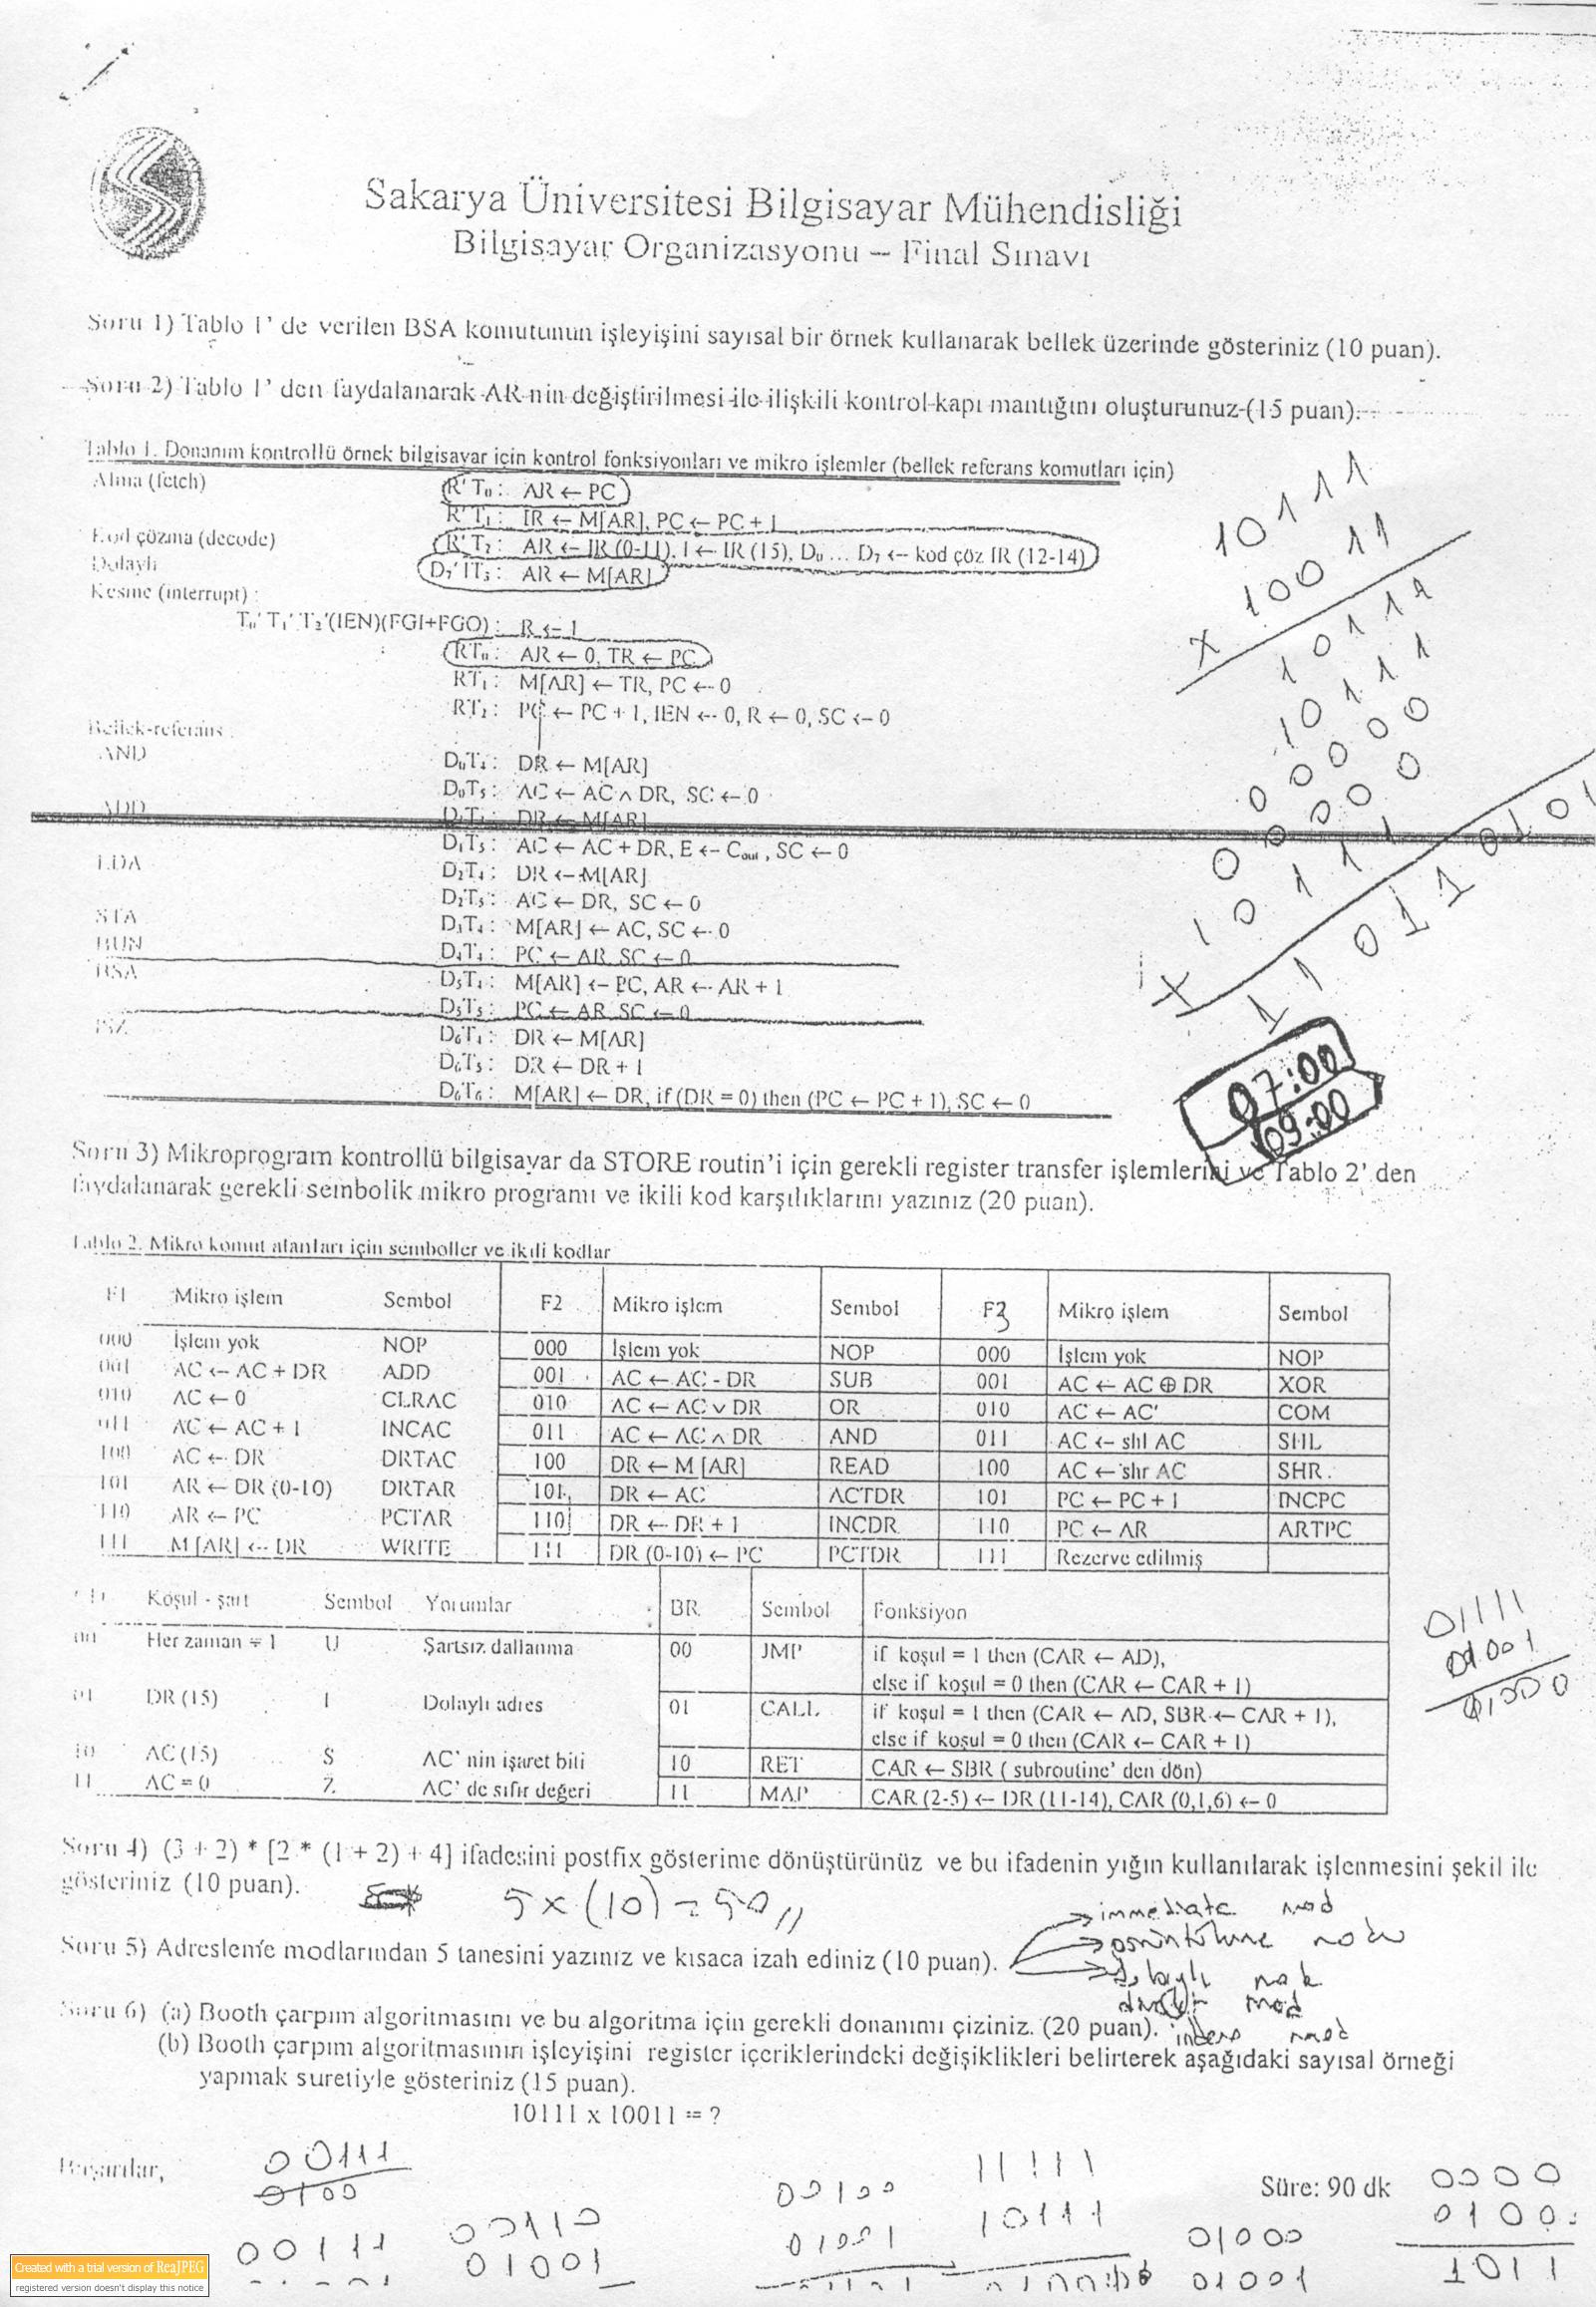 Sakarya Üniversitesi Bilgisayar Mühendisliği
Bilgisayar Organizasyonu – Final Sınavı
Soru 1) Tablo 1' de verilen BSA komutunun işleyişini sayısal bir örnek kullanarak bellek üzerinde gösteriniz (10 puan).
Soru 2) Tablo 1' den faydalanarak AR nin değiştirilmesi ile ilişkili kontrol kapı mantığını oluşturunuz (15 puan).
Tablo 1. Donanım kontrollü örnek bilgisayar için kontrol fonksiyonları ve mikro işlemler (bellek referans komutları için)
Alma (fetch) R' T₀ : AR ← PC
R' T₁ : IR ← M[AR], PC ← PC + 1
Kod çözma (decode) R' T₂ : AR ← IR (0-11), I ← IR (15), D₀ ... D₇ ← kod çöz IR (12-14)
Dolaylı D₇' IT₃ : AR ← M[AR]
Kesme (interrupt) :
T₀' T₁' T₂'(IEN)(FGI+FGO) : R ← 1
RT₀ : AR ← 0, TR ← PC
RT₁ : M[AR] ← TR, PC ← 0
RT₂ : PC ← PC + 1, IEN ← 0, R ← 0, SC ← 0
Bellek-referans :
AND D₀T₄ : DR ← M[AR]
D₀T₅ : AC ← AC ∧ DR, SC ← 0
ADD D₁T₄ : DR ← M[AR]
D₁T₅ : AC ← AC + DR, E ← Cout , SC ← 0
LDA D₂T₄ : DR ← M[AR]
D₂T₅ : AC ← DR, SC ← 0
STA D₃T₄ : M[AR] ← AC, SC ← 0
BUN D₄T₄ : PC ← AR, SC ← 0
BSA D₅T₄ : M[AR] ← PC, AR ← AR + 1
D₅T₅ : PC ← AR, SC ← 0
ISZ D₆T₄ : DR ← M[AR]
D₆T₅ : DR ← DR + 1
D₆T₆ : M[AR] ← DR, if (DR = 0) then (PC ← PC + 1), SC ← 0
10111
x 10011
10111
10111
00000
00000
10111
+
110110101
07:00
09:00
Soru 3) Mikroprogram kontrollü bilgisayar da STORE routin'i için gerekli register transfer işlemlerini ve Tablo 2' den
faydalanarak gerekli sembolik mikro programı ve ikili kod karşılıklarını yazınız (20 puan).
Tablo 2. Mikro komut alanları için semboller ve ikili kodlar
F1 Mikro işlem Sembol F2 Mikro işlem Sembol F3 Mikro işlem Sembol
000 İşlem yok NOP 000 İşlem yok NOP 000 İşlem yok NOP
001 AC ← AC + DR ADD 001 AC ← AC - DR SUB 001 AC ← AC ⊕ DR XOR
010 AC ← 0 CLRAC 010 AC ← AC ∨ DR OR 010 AC ← AC' COM
011 AC ← AC + 1 INCAC 011 AC ← AC ∧ DR AND 011 AC ← shl AC SHL
100 AC ← DR DRTAC 100 DR ← M [AR] READ 100 AC ← shr AC SHR
101 AR ← DR (0-10) DRTAR 101 DR ← AC ACTDR 101 PC ← PC + 1 INCPC
110 AR ← PC PCTAR 110 DR ← DR + 1 INCDR 110 PC ← AR ARTPC
111 M [AR] ← DR WRITE 111 DR (0-10) ← PC PCTDR 111 Rezerve edilmiş
Koşul - şart Sembol Yorumlar BR Sembol Fonksiyon
00 Her zaman = 1 U Şartsız dallanma 00 JMP if koşul = 1 then (CAR ← AD),
else if koşul = 0 then (CAR ← CAR + 1)
01 DR (15) I Dolaylı adres 01 CALL if koşul = 1 then (CAR ← AD, SBR ← CAR + 1),
else if koşul = 0 then (CAR ← CAR + 1)
10 AC (15) S AC' nin işaret biti 10 RET CAR ← SBR ( subroutine' den dön)
11 AC = 0 Z AC' de sıfır değeri 11 MAP CAR (2-5) ← DR (11-14), CAR (0,1,6) ← 0
01111
Soru 4) (3 + 2) * [2 * (1 + 2) + 4] ifadesini postfix gösterime dönüştürünüz ve bu ifadenin yığın kullanılarak işlenmesini şekil ile
gösteriniz (10 puan).
5 x (10) = 50 //
immediate mod
Soru 5) Adresleme modlarından 5 tanesini yazınız ve kısaca izah ediniz (10 puan).
direkt mod
Soru 6) (a) Booth çarpım algoritmasını ve bu algoritma için gerekli donanımı çiziniz. (20 puan).
index mod
(b) Booth çarpım algoritmasının işleyişini register içeriklerindeki değişiklikleri belirterek aşağıdaki sayısal örneği
yapmak suretiyle gösteriniz (15 puan).
10111 x 10011 = ?
Başarılar,
Süre: 90 dk
00111
0100
00111
00110
01001
00100
01001
11111
10111
01000
01001
0000
0100
1011
Created with a trial version of ReaJPEG
registered version doesn't display this notice